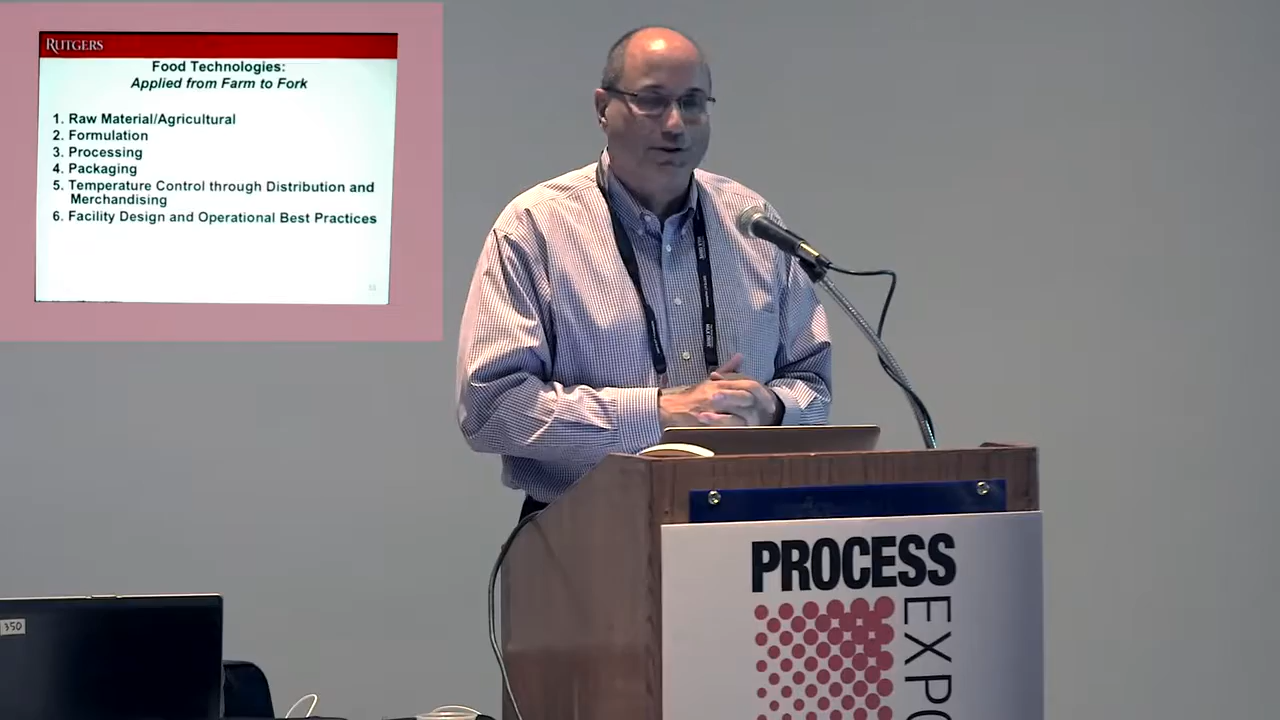 RUTGERS
Food Technologies:
Applied from Farm to Fork
1. Raw Material/Agricultural
2. Formulation
3. Processing
4. Packaging
5. Temperature Control through Distribution and
Merchandising
6. Facility Design and Operational Best Practices
350
PROCESS
EXPO